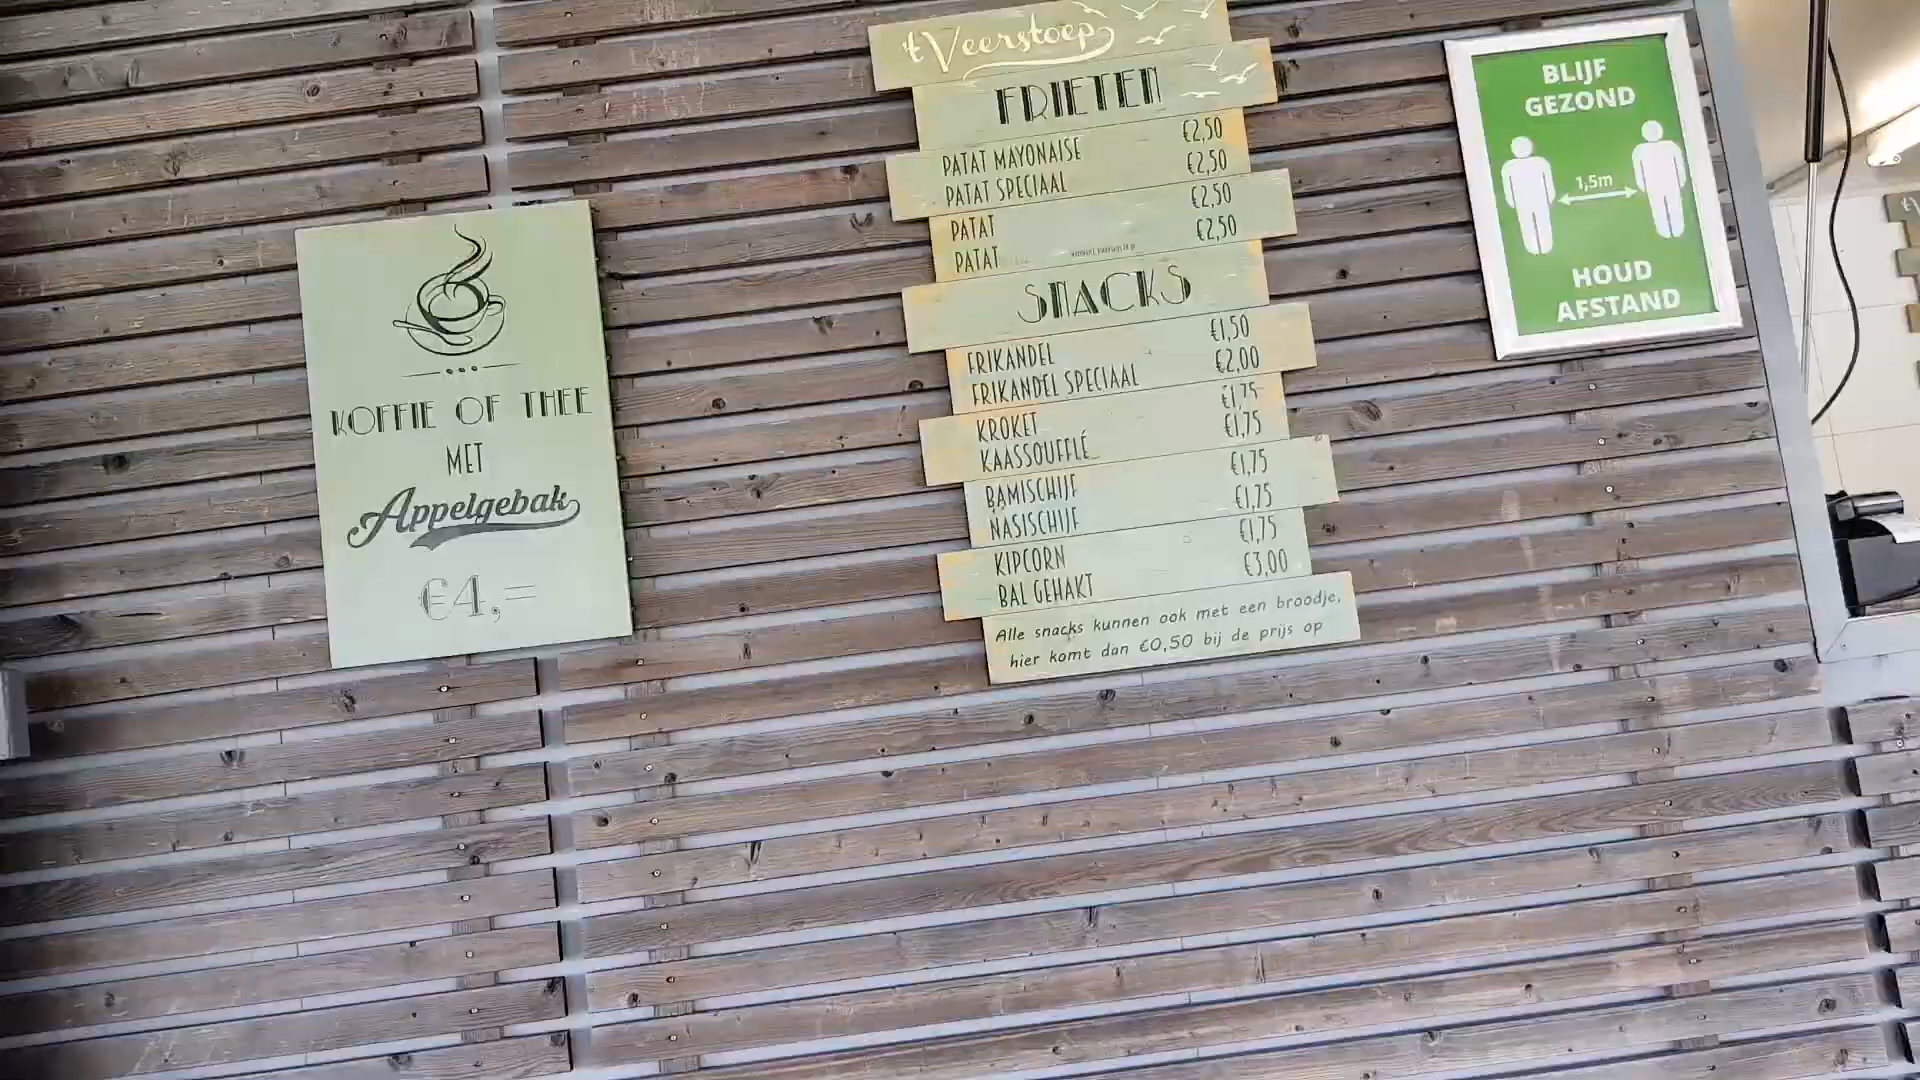 KOFFIE OF THEE
MET
Appelgebak
€4,=
't Veerstoep
FRIETEN
PATAT MAYONAISE €2,50
PATAT SPECIAAL €2,50
PATAT €2,50
PATAT €2,50
SNACKS
FRIKANDEL €1,50
FRIKANDEL SPECIAAL €2,00
KROKET €1,75
KAASSOUFFLÉ €1,75
BAMISCHIJF €1,75
NASISCHIJF €1,75
KIPCORN €1,75
BAL GEHAKT €3,00
Alle snacks kunnen ook met een broodje,
hier komt dan €0,50 bij de prijs op
BLIJF
GEZOND
1,5m
HOUD
AFSTAND